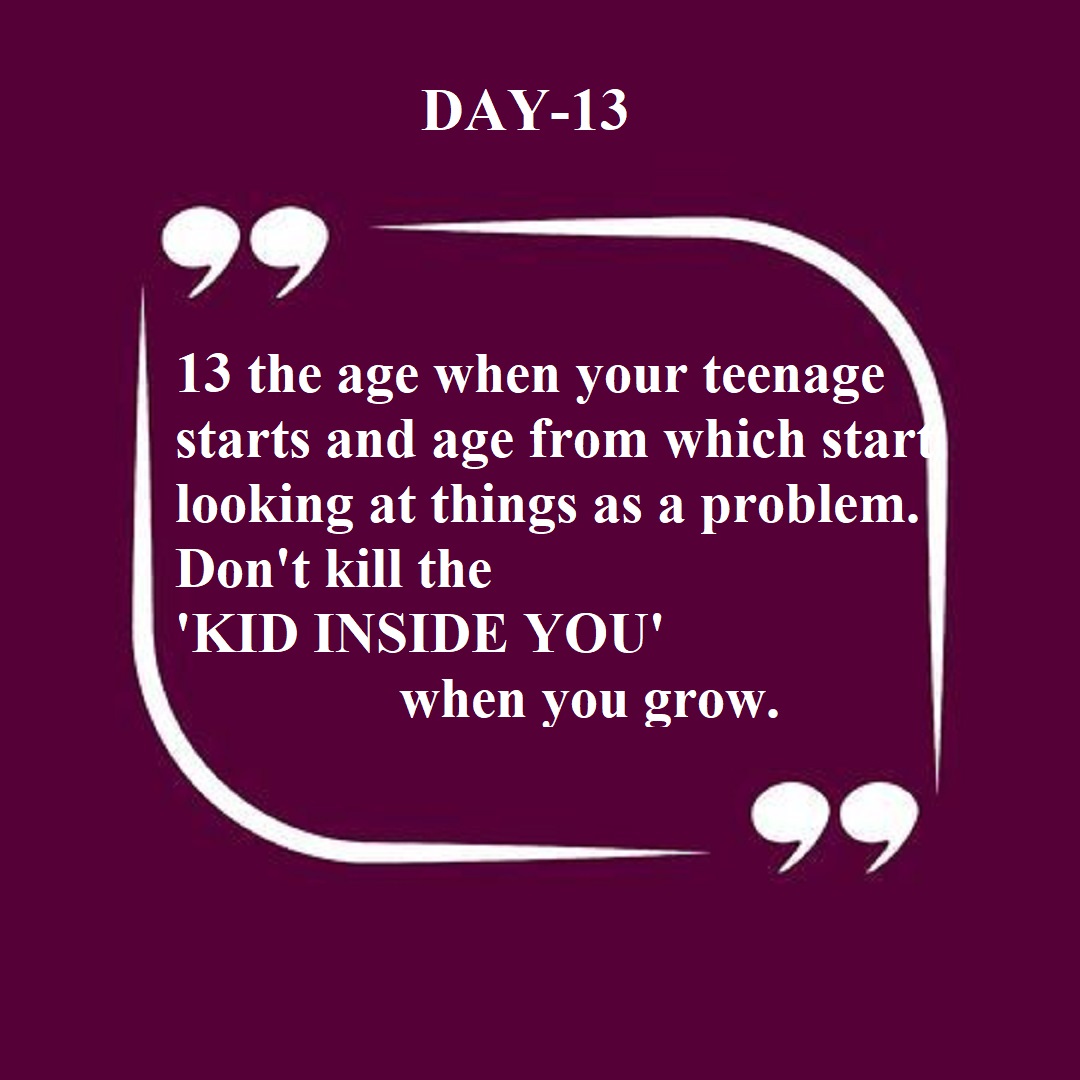 DAY-13
13 the age when your teenage
starts and age from which start
looking at things as a problem.
Don't kill the
'KID INSIDE YOU'
when you grow.